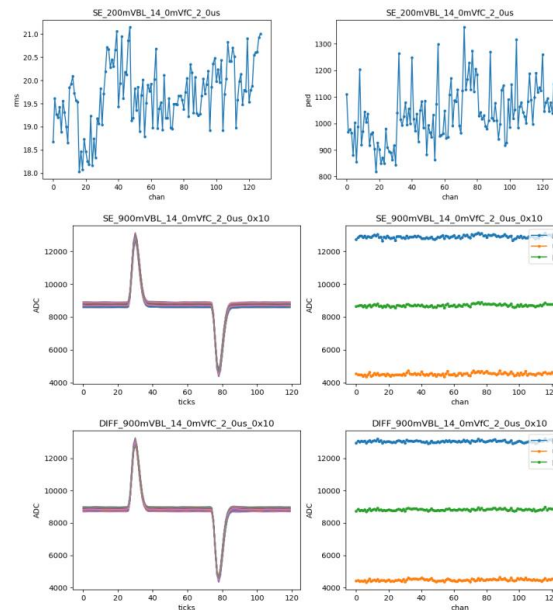 SE_200mVBL_14_0mVfC_2_0us
rms
21.0
20.5
20.0
19.5
19.0
18.5
18.0
0 20 40 60 80 100 120
chan
SE_200mVBL_14_0mVfC_2_0us
ped
1300
1200
1100
1000
900
800
0 20 40 60 80 100 120
chan
SE_900mVBL_14_0mVfC_2_0us_0x10
ADC
12000
10000
8000
6000
4000
0 20 40 60 80 100 120
ticks
SE_900mVBL_14_0mVfC_2_0us_0x10
ADC
12000
10000
8000
6000
4000
0 20 40 60 80 100 120
chan
DIFF_900mVBL_14_0mVfC_2_0us_0x10
ADC
12000
10000
8000
6000
4000
0 20 40 60 80 100 120
ticks
DIFF_900mVBL_14_0mVfC_2_0us_0x10
ADC
12000
10000
8000
6000
4000
0 20 40 60 80 100 120
chan